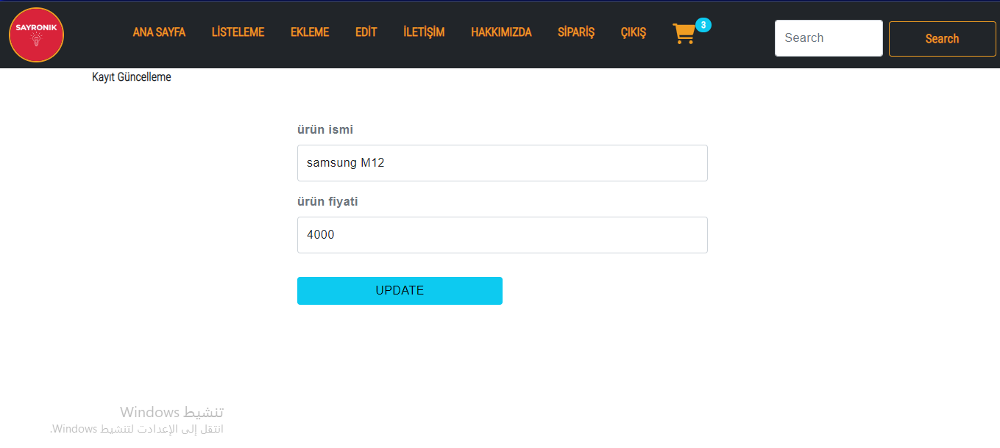 SAYRONIK
ANA SAYFA LİSTELEME EKLEME EDİT İLETİŞİM HAKKIMIZDA SİPARİŞ ÇIKIŞ 3 Search Search
Kayıt Güncelleme
ürün ismi
samsung M12
ürün fiyati
4000
UPDATE
تنشيط Windows
انتقل إلى الإعدادت لتنشيط Windows.